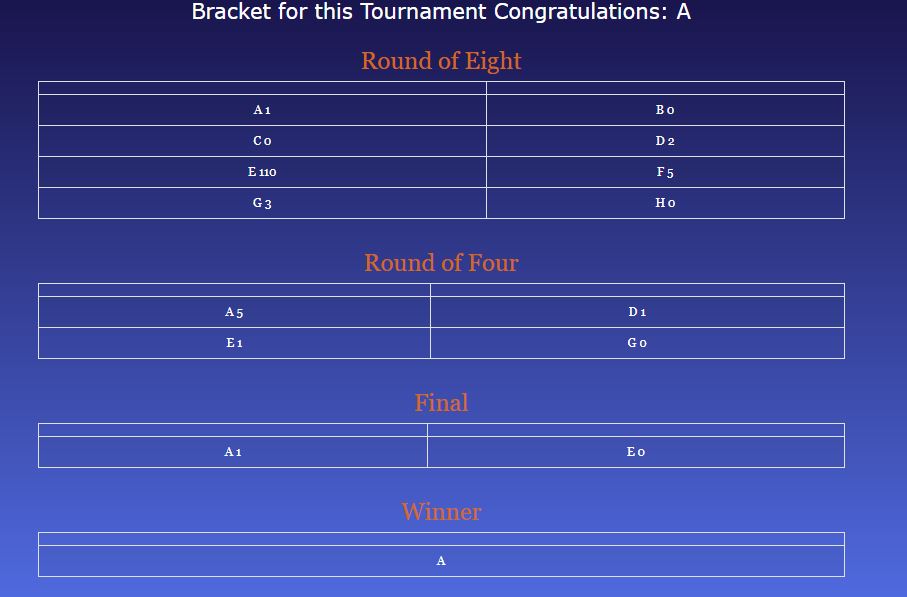 Bracket for this Tournament Congratulations: A
Round of Eight
A 1 B 0
C 0 D 2
E 110 F 5
G 3 H 0
Round of Four
A 5 D 1
E 1 G 0
Final
A 1 E 0
Winner
A